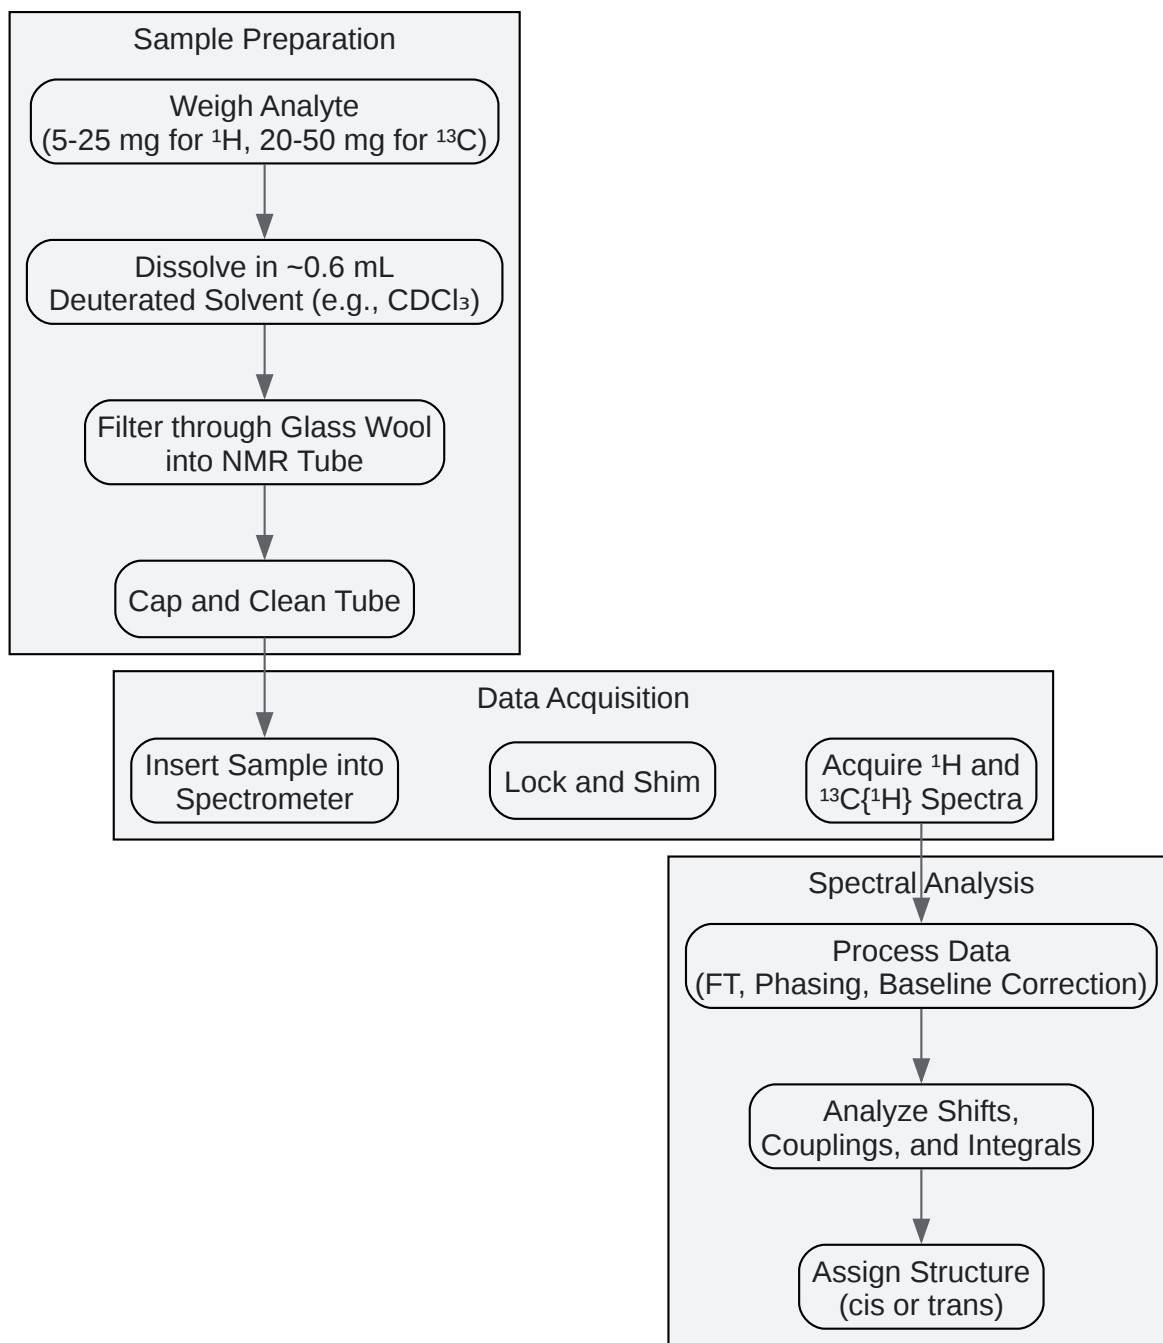 Sample Preparation
Weigh Analyte
(5-25 mg for ¹H, 20-50 mg for ¹³C)
Dissolve in ~0.6 mL
Deuterated Solvent (e.g., CDCl₃)
Filter through Glass Wool
into NMR Tube
Cap and Clean Tube
Data Acquisition
Insert Sample into
Spectrometer
Lock and Shim
Acquire ¹H and
¹³C{¹H} Spectra
Spectral Analysis
Process Data
(FT, Phasing, Baseline Correction)
Analyze Shifts,
Couplings, and Integrals
Assign Structure
(cis or trans)